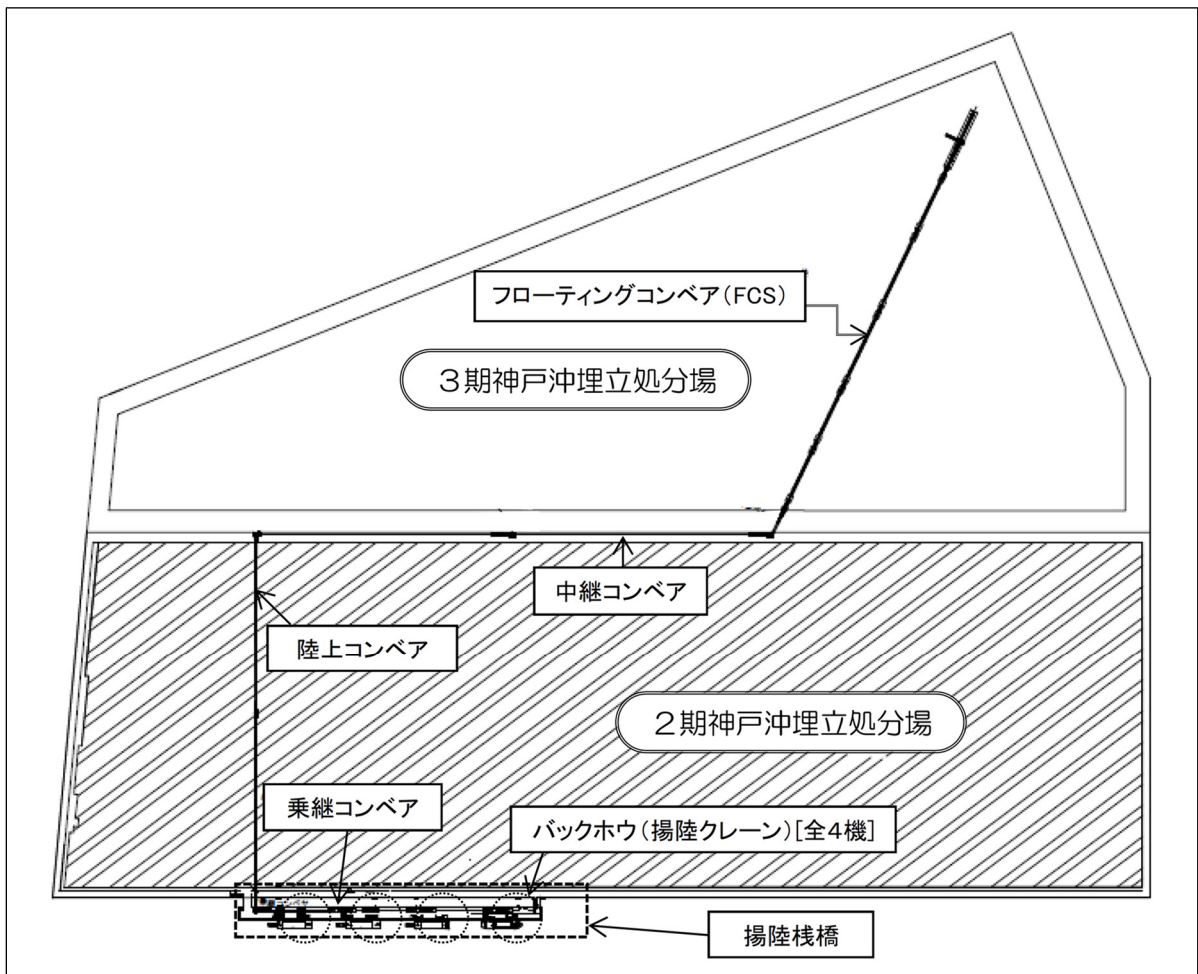 フローティングコンベア（FCS）
３期神戸沖埋立処分場
中継コンベア
陸上コンベア
２期神戸沖埋立処分場
乗継コンベア
バックホウ（揚陸クレーン）[全４機]
揚陸桟橋